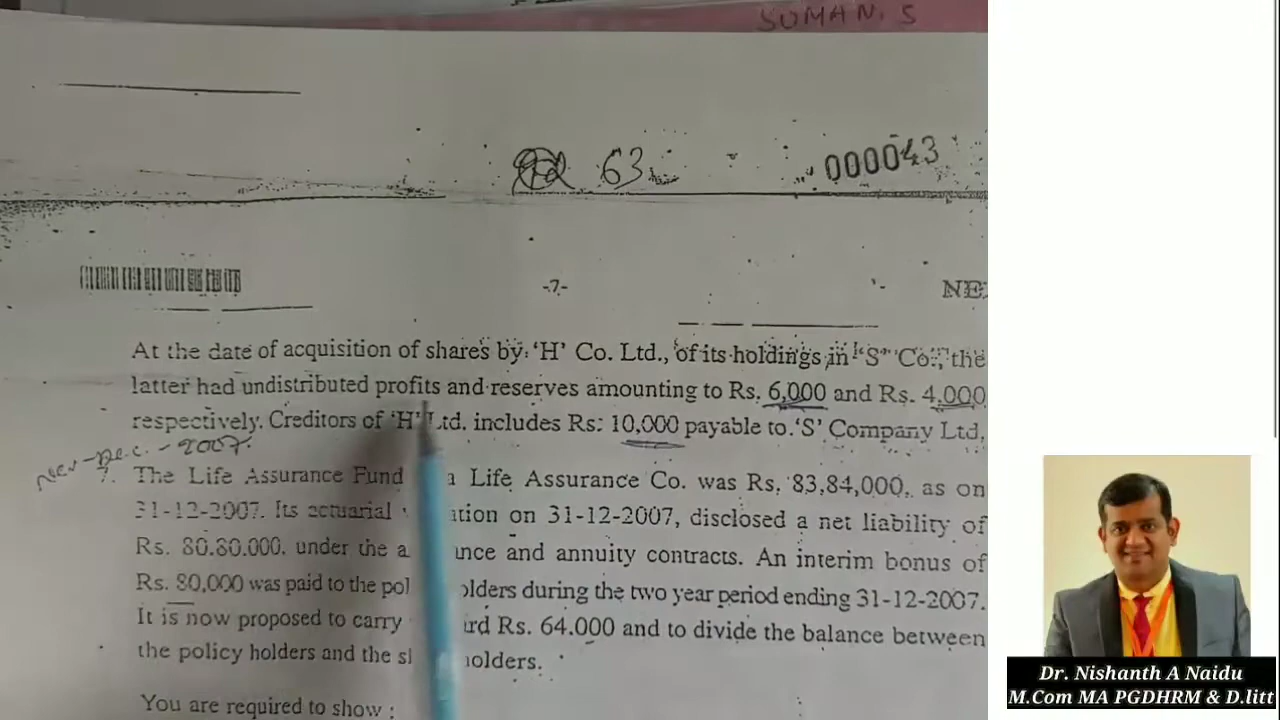 SUMAN. S
63
000043
-7-
At the date of acquisition of shares by 'H' Co. Ltd., of its holdings in 'S' Co., the
latter had undistributed profits and reserves amounting to Rs. 6,000 and Rs. 4,000
respectively. Creditors of 'H' Ltd. includes Rs. 10,000 payable to 'S' Company Ltd.
Nov-Dec. - 2007.
7. The Life Assurance Fund a Life Assurance Co. was Rs. 83,84,000, as on
31-12-2007. Its actuarial ation on 31-12-2007, disclosed a net liability of
Rs. 80.80.000. under the a ance and annuity contracts. An interim bonus of
Rs. 80,000 was paid to the pol olders during the two year period ending 31-12-2007.
It is now proposed to carry ard Rs. 64.000 and to divide the balance between
the policy holders and the s holders.
You are required to show :
Dr. Nishanth A Naidu
M.Com MA PGDHRM & D.litt